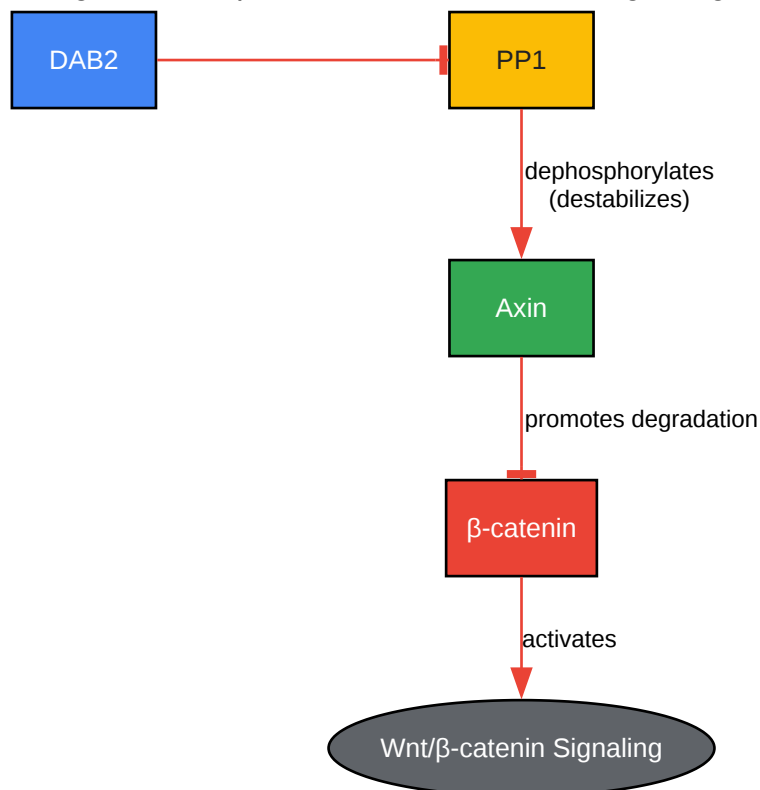 DAB2
PP1
dephosphorylates
(destabilizes)
Axin
promotes degradation
β-catenin
activates
Wnt/β-catenin Signaling